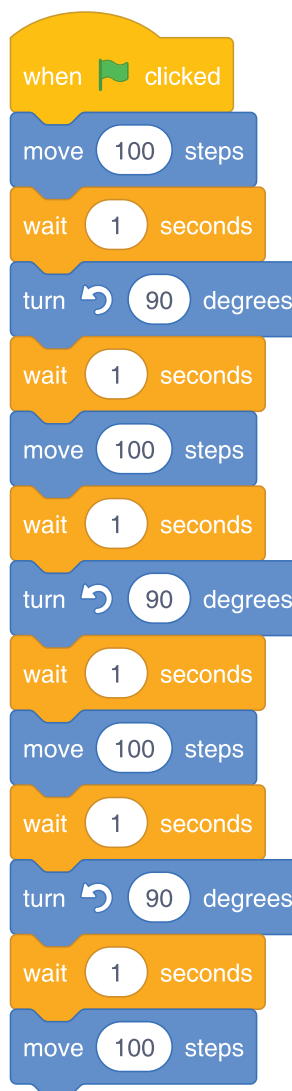 when clicked
move 100 steps
wait 1 seconds
turn 90 degrees
wait 1 seconds
move 100 steps
wait 1 seconds
turn 90 degrees
wait 1 seconds
move 100 steps
wait 1 seconds
turn 90 degrees
wait 1 seconds
move 100 steps